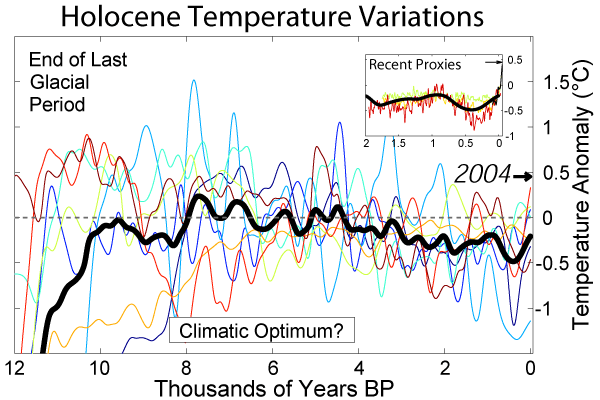 Holocene Temperature Variations
End of Last
Glacial
Period
Recent Proxies
0.5
0
-0.5
-1
2
1.5
1
0.5
0
1.5
1
0.5
0
-0.5
-1
Temperature Anomaly (°C)
2004
Climatic Optimum?
12
10
8
6
4
2
0
Thousands of Years BP